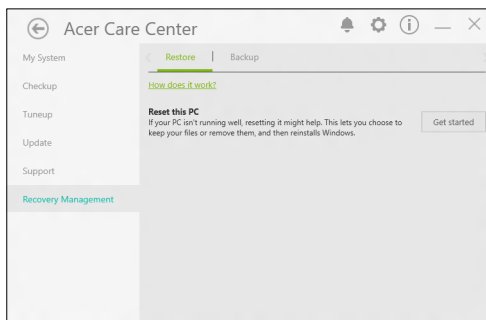 Acer Care Center
My System
Restore
Backup
Checkup
How does it work?
Tuneup
Reset this PC
If your PC isn't running well, resetting it might help. This lets you choose to
keep your files or remove them, and then reinstalls Windows.
Get started
Update
Support
Recovery Management